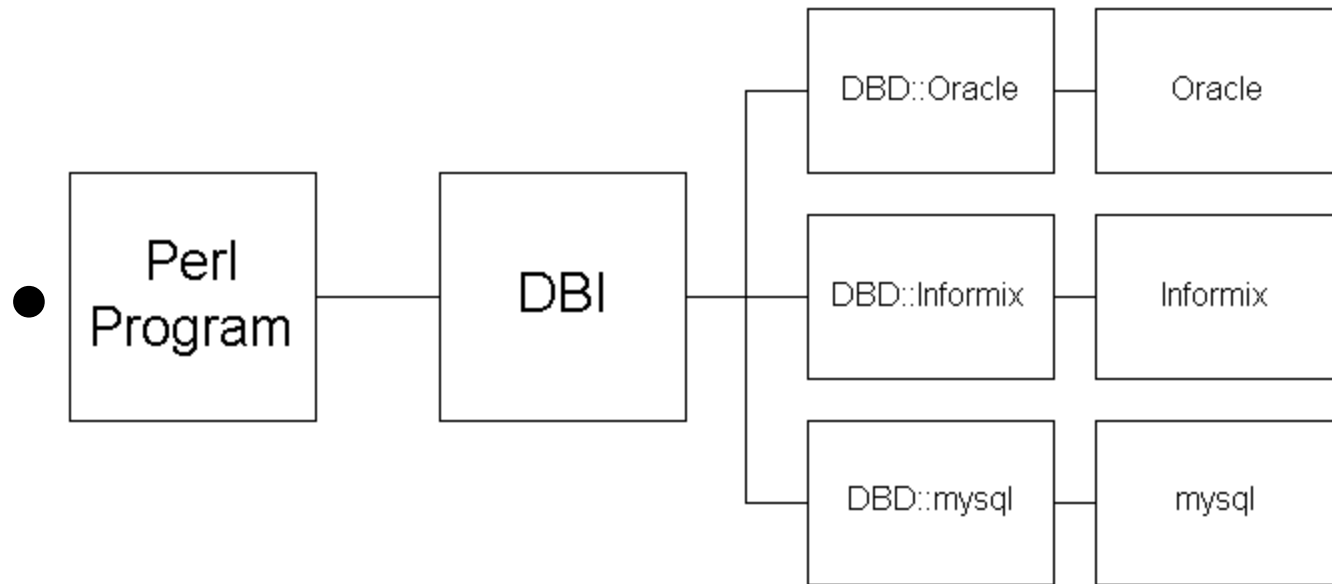 Perl
Program
DBI
DBD::Oracle
Oracle
DBD::Informix
Informix
DBD::mysql
mysql